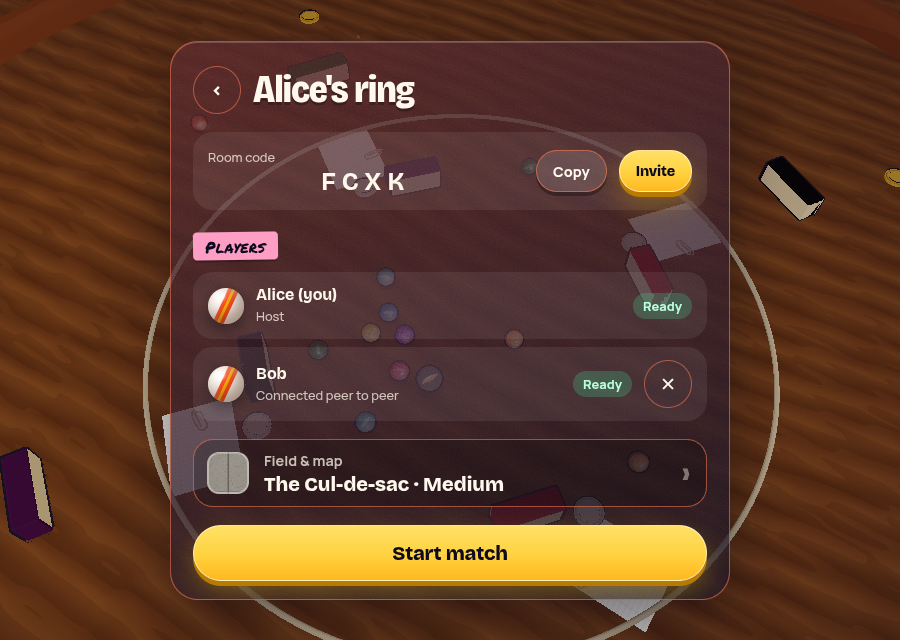 Alice's ring
Room code
FCXK
Copy
Invite
Players
Alice (you)
Host
Ready
Bob
Connected peer to peer
Ready
Field & map
The Cul-de-sac · Medium
Start match